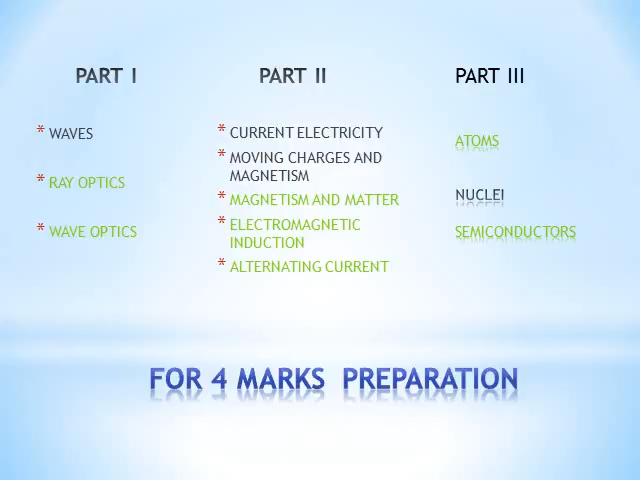 PART I
* WAVES
* RAY OPTICS
* WAVE OPTICS
PART II
* CURRENT ELECTRICITY
* MOVING CHARGES AND
MAGNETISM
* MAGNETISM AND MATTER
* ELECTROMAGNETIC
INDUCTION
* ALTERNATING CURRENT
PART III
ATOMS
NUCLEI
SEMICONDUCTORS
FOR 4 MARKS PREPARATION